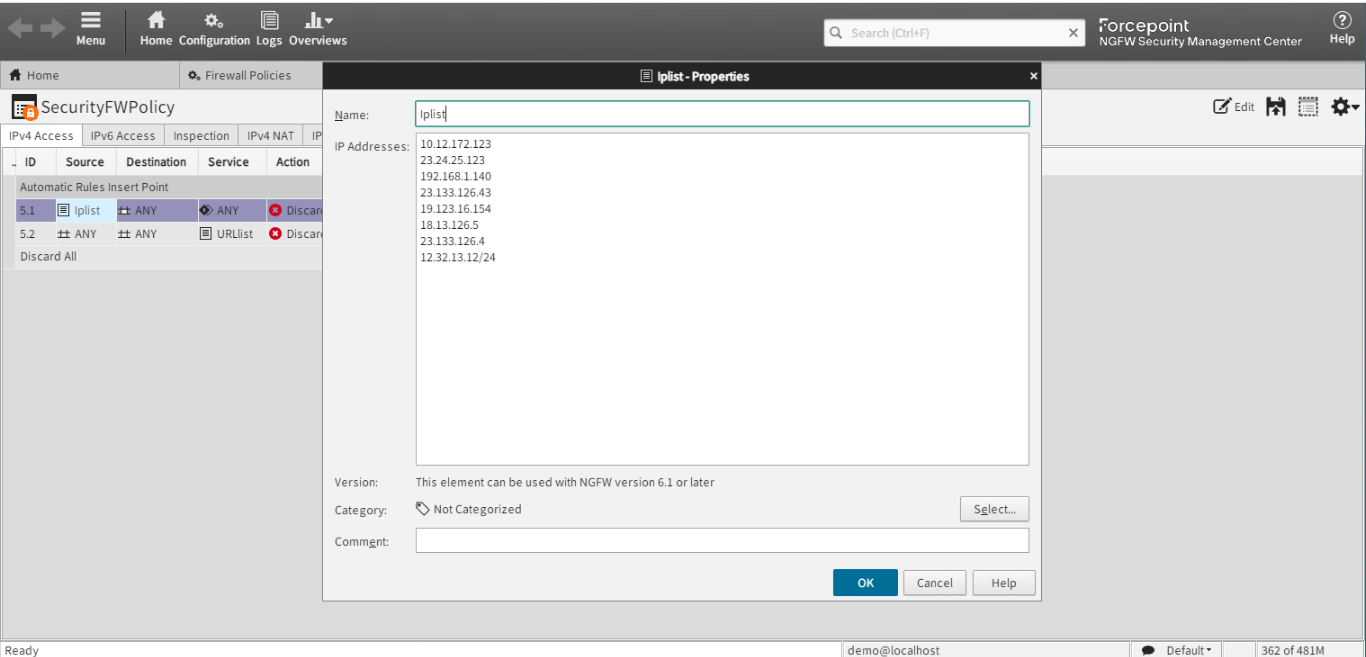 Menu
Home Configuration Logs Overviews
Search (Ctrl+F)
Forcepoint
NGFW Security Management Center
Help
Home
Firewall Policies
SecurityFWPolicy
Edit
IPv4 Access IPv6 Access Inspection IPv4 NAT IP
.. ID Source Destination Service Action
Automatic Rules Insert Point
5.1 Iplist ANY ANY Discard
5.2 ANY ANY URLlist Discard
Discard All
Iplist - Properties
Name: Iplist
IP Addresses: 10.12.172.123
23.24.25.123
192.168.1.140
23.133.126.43
19.123.16.154
18.13.126.5
23.133.126.4
12.32.13.12/24
Version: This element can be used with NGFW version 6.1 or later
Category: Not Categorized Select...
Comment:
OK Cancel Help
Ready demo@localhost Default 362 of 481M